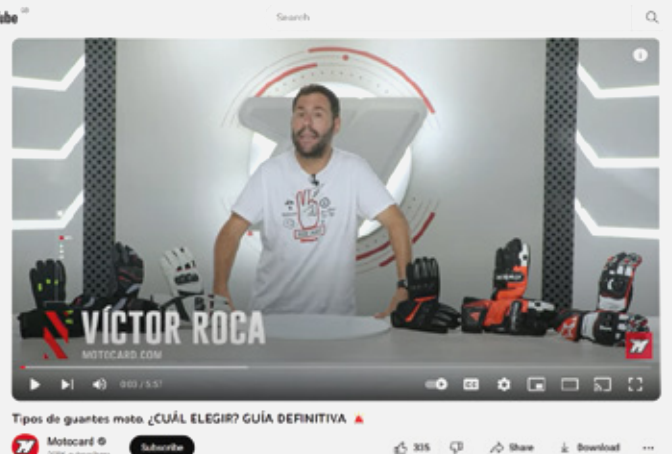 Search
VÍCTOR ROCA
MOTOCARD.COM
0:03 / 5:57
CC
Tipos de guantes moto. ¿CUÁL ELEGIR? GUÍA DEFINITIVA
Motocard
Subscribe
335
Share
Download